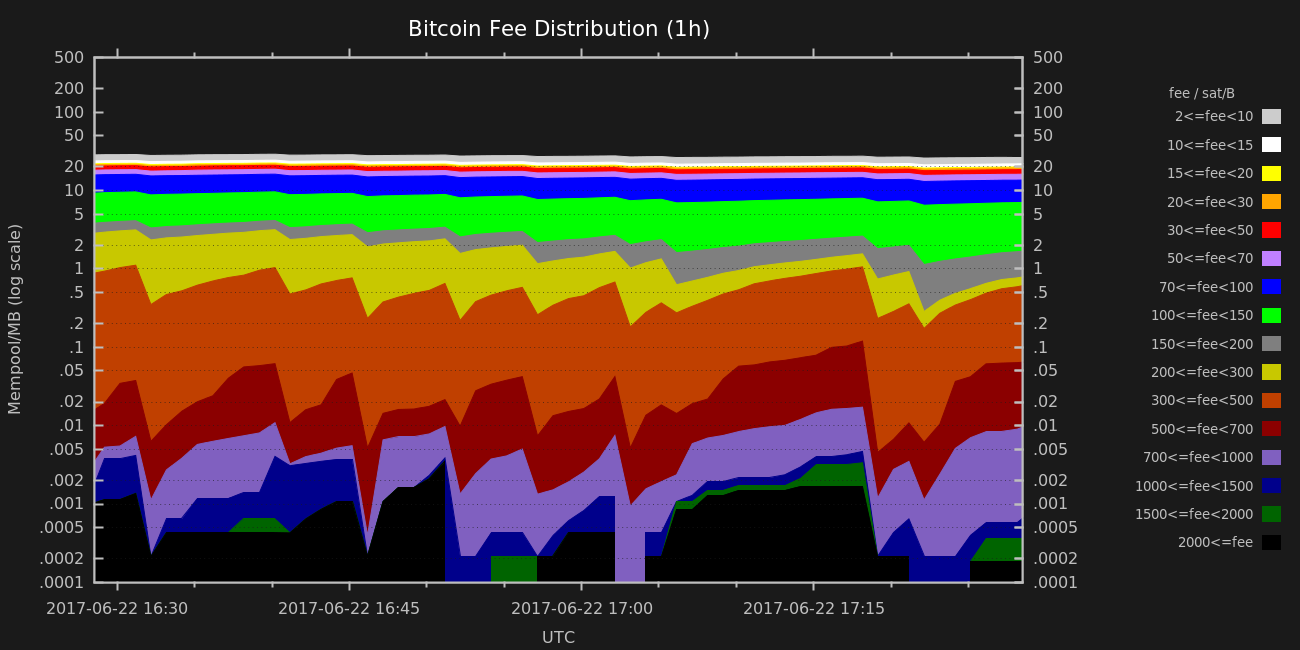 Bitcoin Fee Distribution (1h)
Mempool/MB (log scale)
500
200
100
50
20
10
5
2
1
.5
.2
.1
.05
.02
.01
.005
.002
.001
.0005
.0002
.0001
500
200
100
50
20
10
5
2
1
.5
.2
.1
.05
.02
.01
.005
.002
.001
.0005
.0002
.0001
2017-06-22 16:30
2017-06-22 16:45
2017-06-22 17:00
2017-06-22 17:15
UTC
fee / sat/B
2<=fee<10
10<=fee<15
15<=fee<20
20<=fee<30
30<=fee<50
50<=fee<70
70<=fee<100
100<=fee<150
150<=fee<200
200<=fee<300
300<=fee<500
500<=fee<700
700<=fee<1000
1000<=fee<1500
1500<=fee<2000
2000<=fee